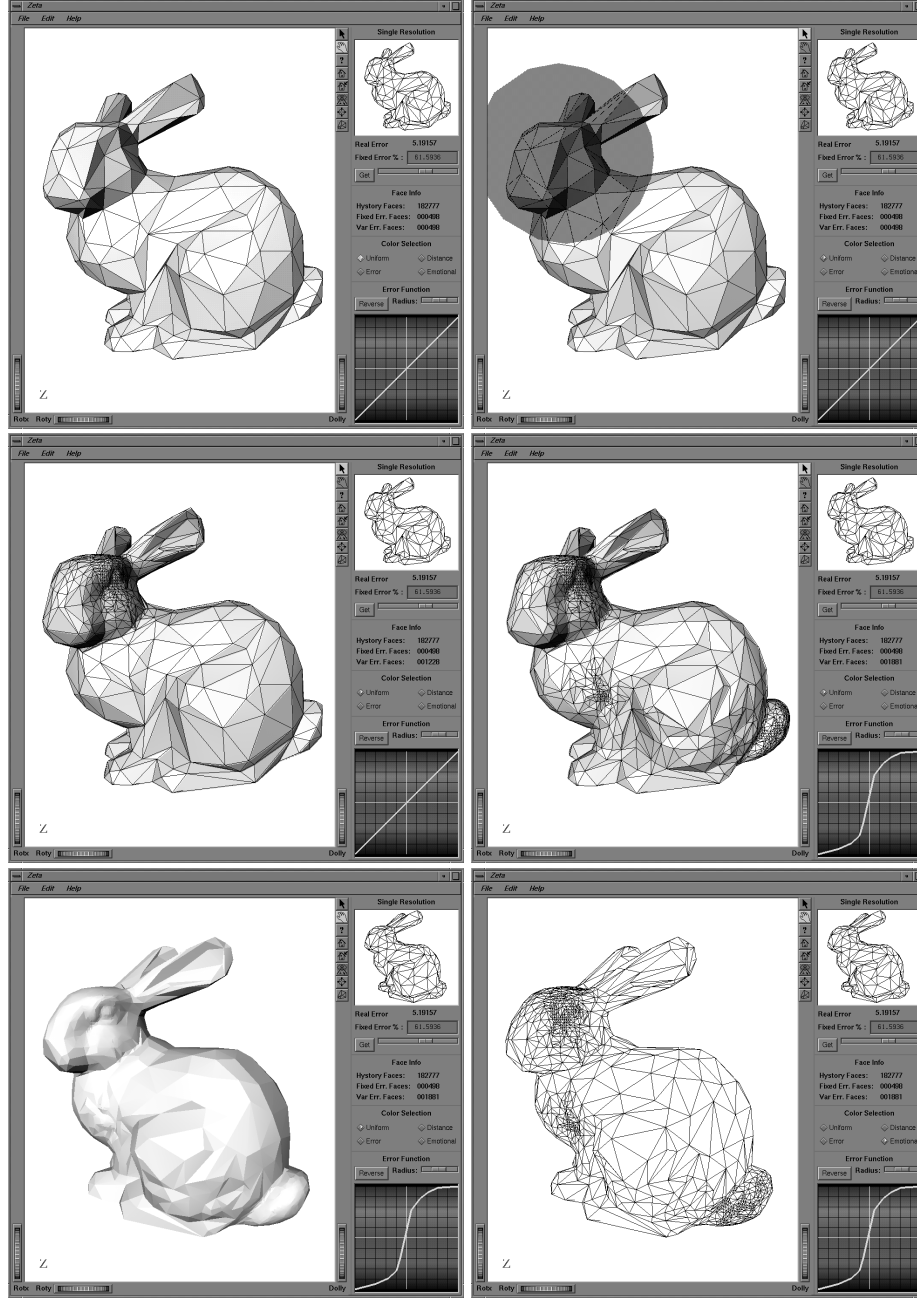 Zeta
File Edit Help
Single Resolution
?
Real Error 5.19157
Fixed Error % : 61.5936
Get
Face Info
Hystory Faces: 182777
Fixed Err. Faces: 000498
Var Err. Faces: 000498
Color Selection
Uniform Distance
Error Emotional
Error Function
Reverse Radius:
Z
Rotx Roty Dolly
Zeta
File Edit Help
Single Resolution
?
Real Error 5.19157
Fixed Error % : 61.5936
Get
Face Info
Hystory Faces: 182777
Fixed Err. Faces: 000498
Var Err. Faces: 000498
Color Selection
Uniform Distance
Error Emotional
Error Function
Reverse Radius:
Z
Rotx Roty Dolly
Zeta
File Edit Help
Single Resolution
?
Real Error 5.19157
Fixed Error % : 61.5936
Get
Face Info
Hystory Faces: 182777
Fixed Err. Faces: 000498
Var Err. Faces: 001228
Color Selection
Uniform Distance
Error Emotional
Error Function
Reverse Radius:
Z
Rotx Roty Dolly
Zeta
File Edit Help
Single Resolution
?
Real Error 5.19157
Fixed Error % : 61.5936
Get
Face Info
Hystory Faces: 182777
Fixed Err. Faces: 000498
Var Err. Faces: 001881
Color Selection
Uniform Distance
Error Emotional
Error Function
Reverse Radius:
Z
Rotx Roty Dolly
Zeta
File Edit Help
Single Resolution
?
Real Error 5.19157
Fixed Error % : 61.5936
Get
Face Info
Hystory Faces: 182777
Fixed Err. Faces: 000498
Var Err. Faces: 001881
Color Selection
Uniform Distance
Error Emotional
Error Function
Reverse Radius:
Z
Rotx Roty Dolly
Zeta
File Edit Help
Single Resolution
?
Real Error 5.19157
Fixed Error % : 61.5936
Get
Face Info
Hystory Faces: 182777
Fixed Err. Faces: 000498
Var Err. Faces: 001881
Color Selection
Uniform Distance
Error Emotional
Error Function
Reverse Radius:
Z
Rotx Roty Dolly